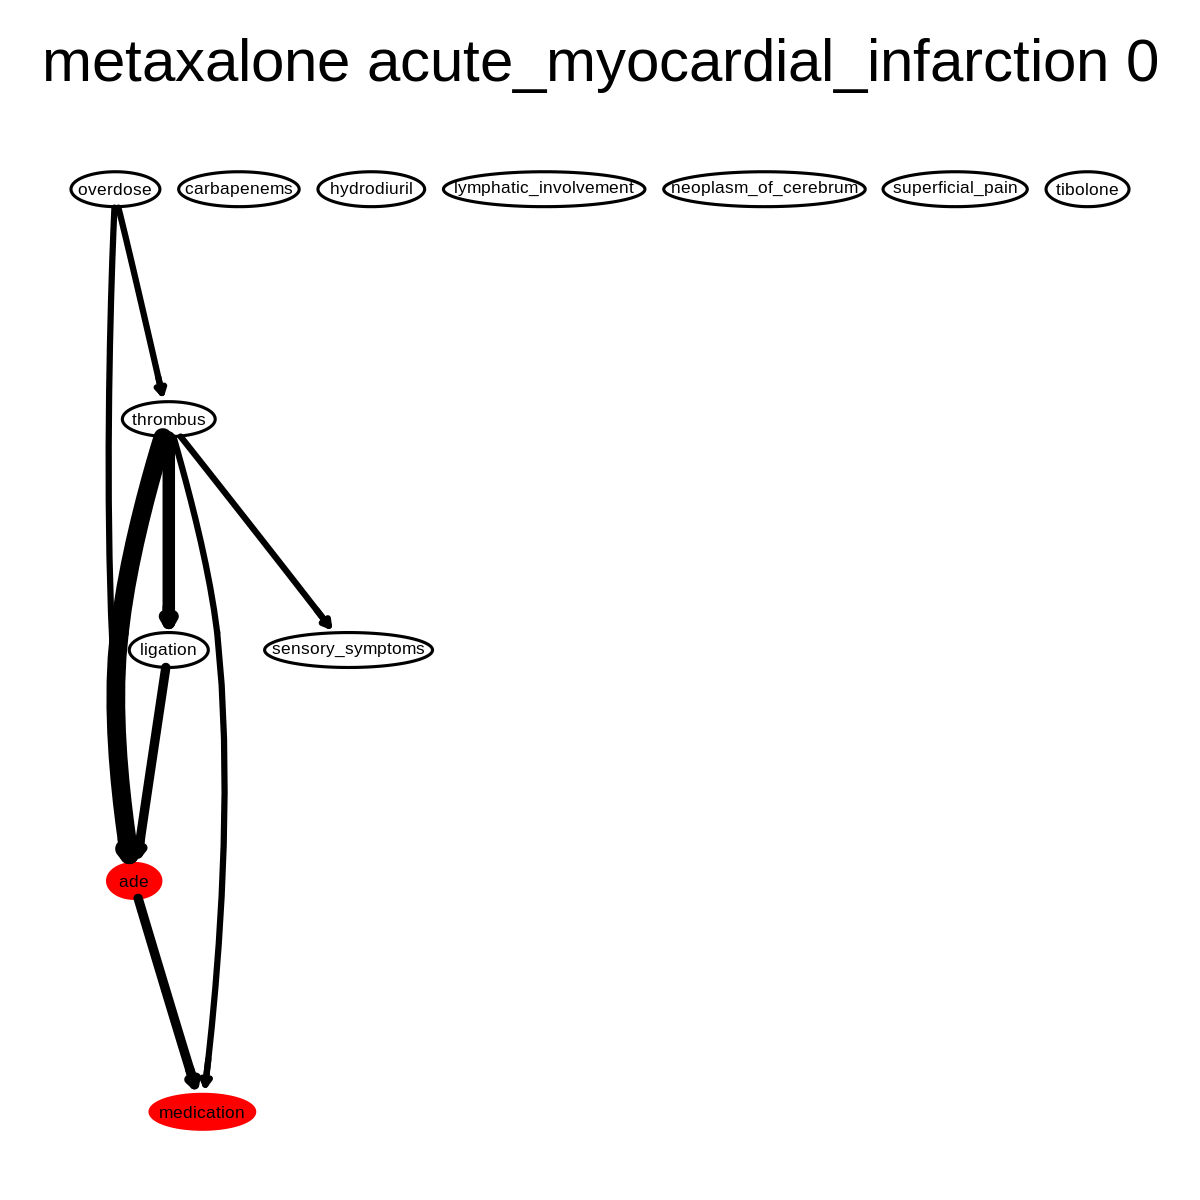 metaxalone acute_myocardial_infarction 0
overdose carbapenems hydrodiuril lymphatic_involvement neoplasm_of_cerebrum superficial_pain tibolone
thrombus
ligation sensory_symptoms
ade
medication